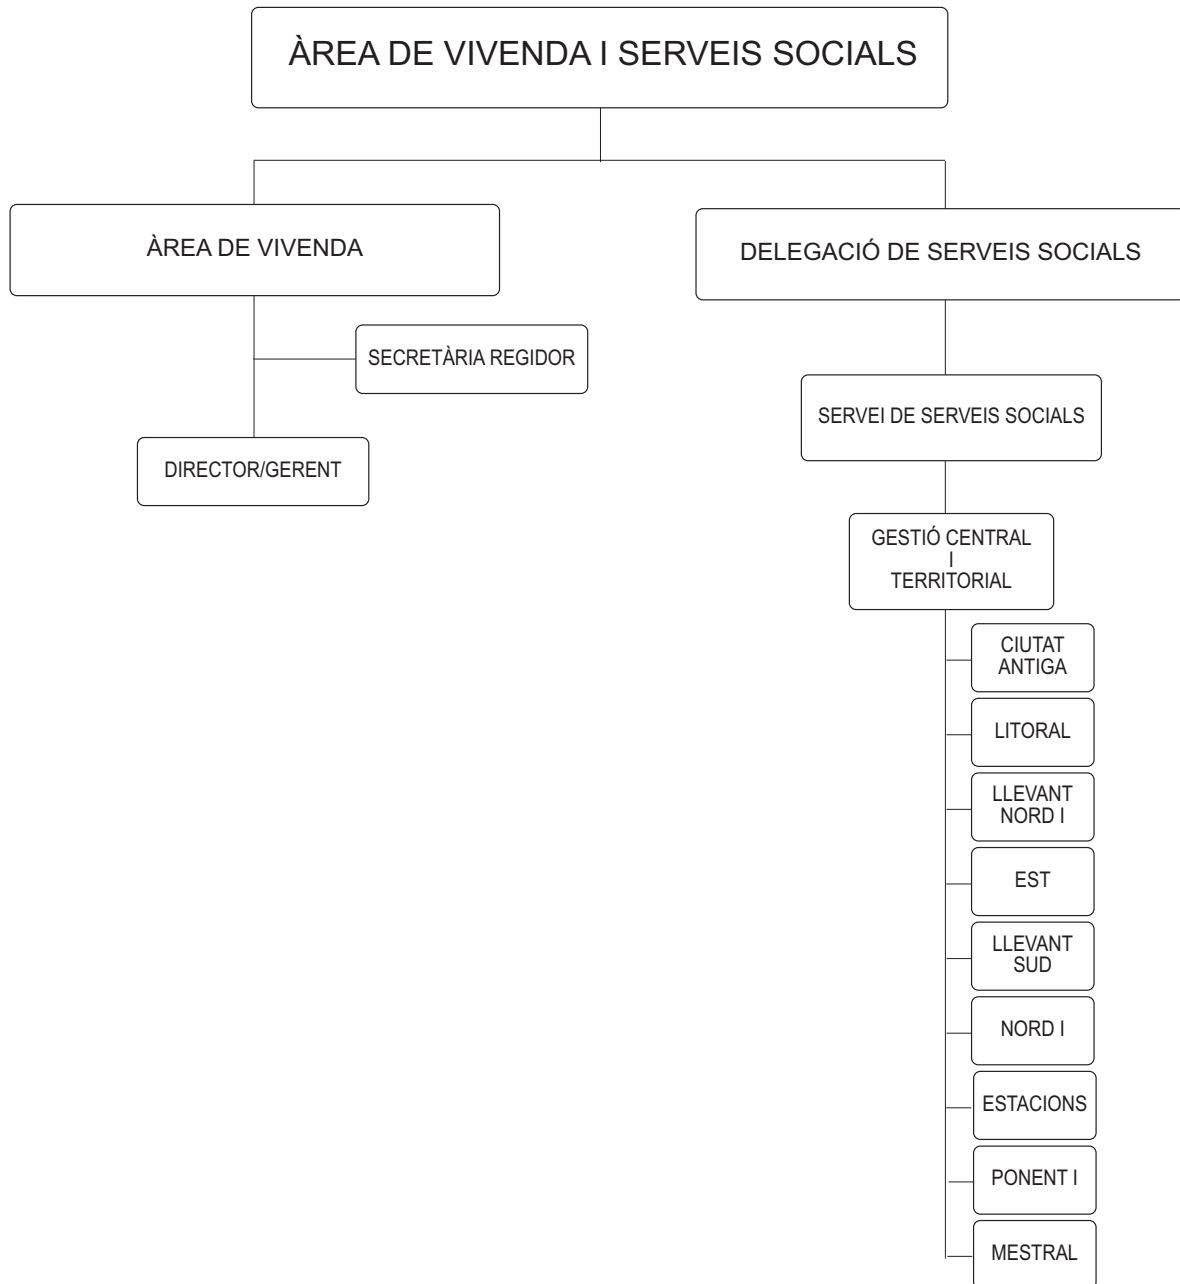 ÀREA DE VIVENDA I SERVEIS SOCIALS
ÀREA DE VIVENDA
DELEGACIÓ DE SERVEIS SOCIALS
SECRETÀRIA REGIDOR
DIRECTOR/GERENT
SERVEI DE SERVEIS SOCIALS
GESTIÓ CENTRAL
I
TERRITORIAL
CIUTAT
ANTIGA
LITORAL
LLEVANT
NORD I
EST
LLEVANT
SUD
NORD I
ESTACIONS
PONENT I
MESTRAL